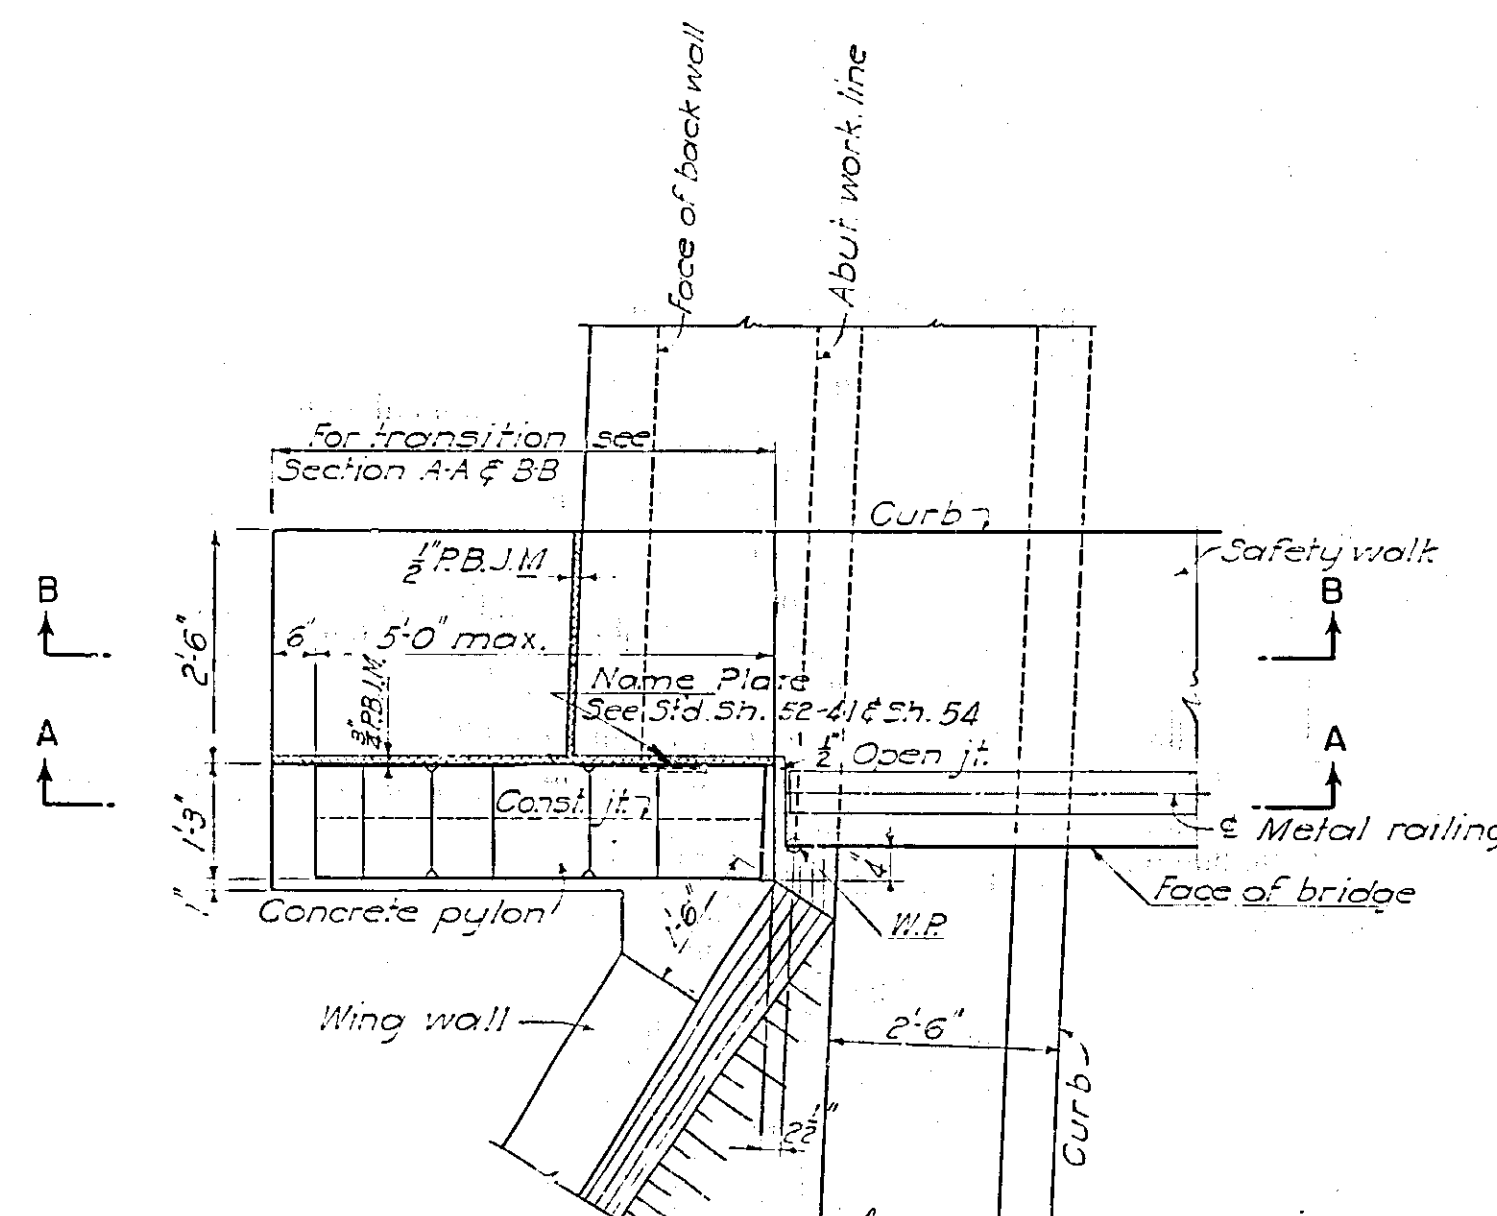 Face of back wall
Abut. work line
For transition see
Section A-A & B-B
Curb
1/2" P.B.J.M
Safety walk
B
B
2'-6"
6"
5'-0" max.
3/4" P.B.J.M.
Name Plate
See Std. Sh. 52-41 & Sh. 54
A
A
1/2" Open jt.
1'-3"
Const. jt.
℄ Metal railing
4"
1"
Concrete pylon
1'-6"
W.P.
Face of bridge
Wing wall
2'-6"
2 1/2"
Curb